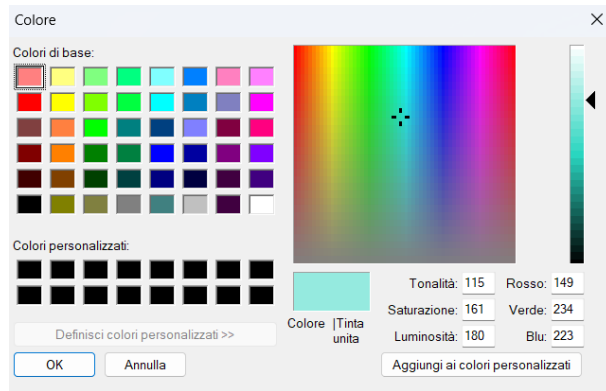 Colore
Colori di base:
Colori personalizzati:
Definisci colori personalizzati >>
OK Annulla
Colore |Tinta
unita
Tonalità: 115 Rosso: 149
Saturazione: 161 Verde: 234
Luminosità: 180 Blu: 223
Aggiungi ai colori personalizzati